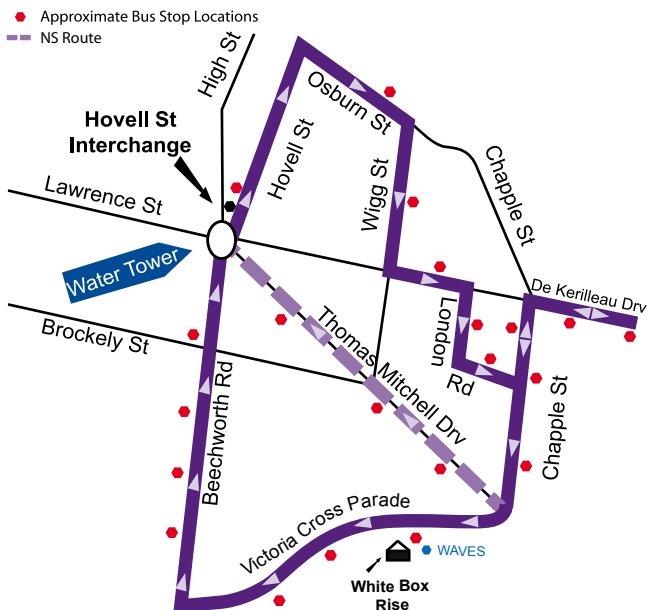 Approximate Bus Stop Locations
NS Route
High St
Osburn St
Hovell St
Interchange
Hovell St
Wigg St
Chapple St
Lawrence St
Water Tower
De Kerilleau Drv
Brockely St
Thomas Mitchell Drv
London
Rd
Beechworth Rd
Chapple St
Victoria Cross Parade
WAVES
White Box
Rise